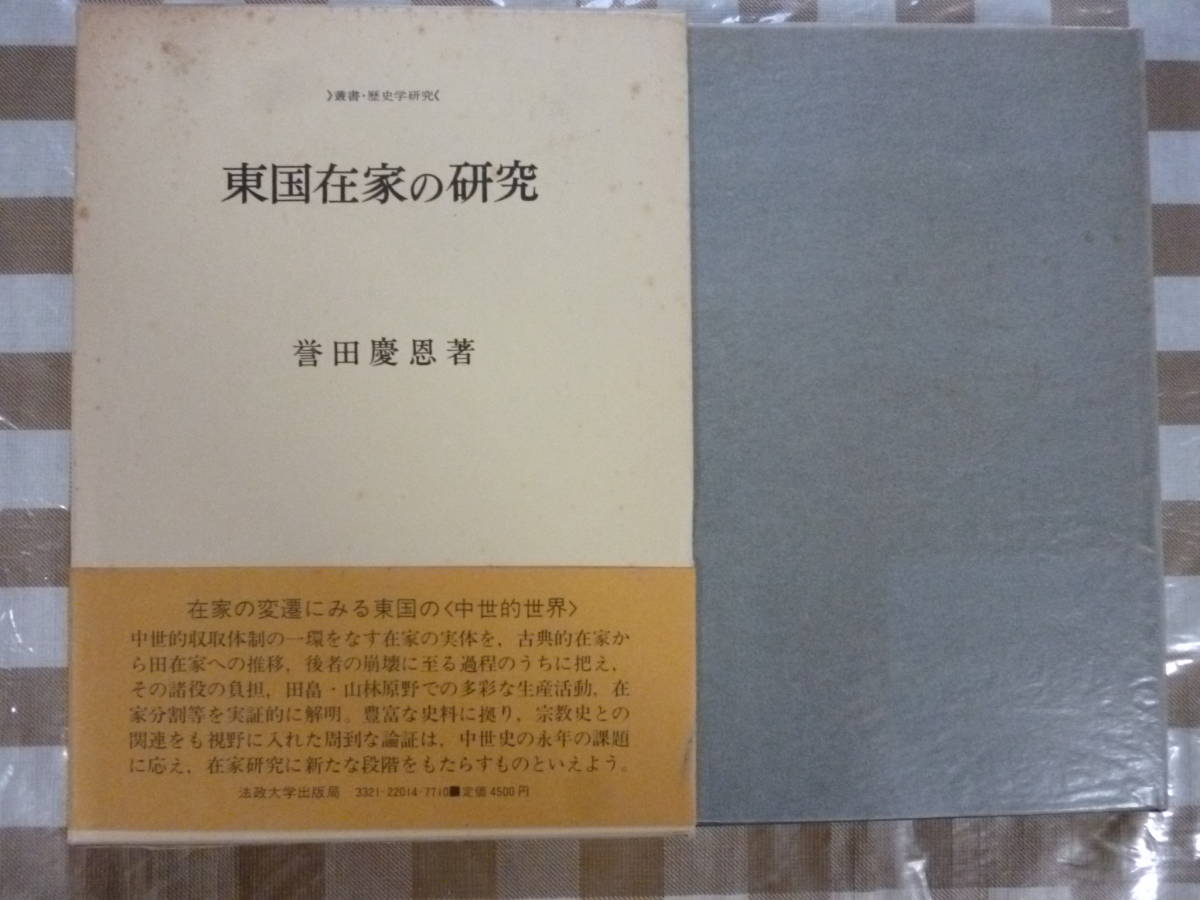 》叢書・歴史学研究《
東国在家の研究
誉田慶恩著
在家の変遷にみる東国の〈中世的世界〉
中世的収取体制の一環をなす在家の実体を，古典的在家か
ら田在家への推移，後者の崩壊に至る過程のうちに把え，
その諸役の負担，田畠・山林原野での多彩な生産活動，在
家分割等を実証的に解明。豊富な史料に拠り，宗教史との
関連をも視野に入れた周到な論証は，中世史の永年の課題
に応え，在家研究に新たな段階をもたらすものといえよう。
法政大学出版局 3321-22014-7710■定価4500円